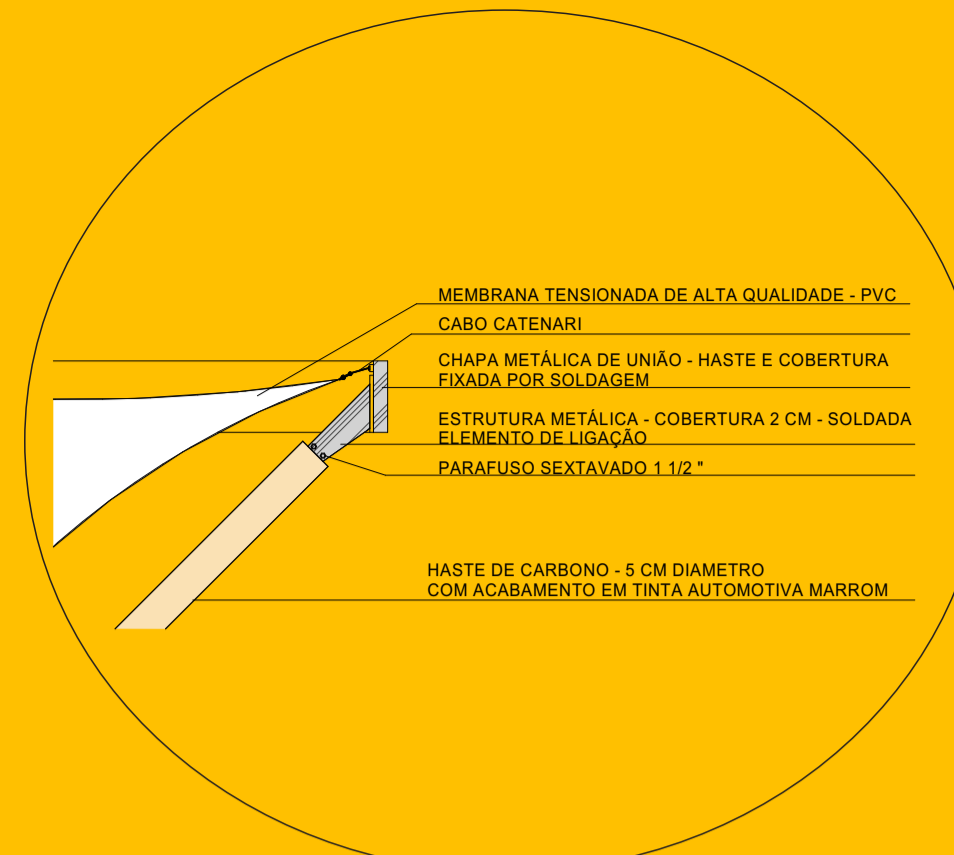 MEMBRANA TENSIONADA DE ALTA QUALIDADE - PVC
CABO CATENARI
CHAPA METÁLICA DE UNIÃO - HASTE E COBERTURA
FIXADA POR SOLDAGEM
ESTRUTURA METÁLICA - COBERTURA 2 CM - SOLDADA
ELEMENTO DE LIGAÇÃO
PARAFUSO SEXTAVADO 1 1/2 "
HASTE DE CARBONO - 5 CM DIAMETRO
COM ACABAMENTO EM TINTA AUTOMOTIVA MARROM